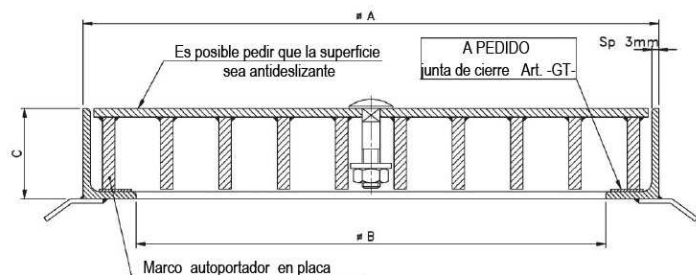 ø A
Es posible pedir que la superficie
sea antideslizante
A PEDIDO
junta de cierre Art. -GT-
Sp 3mm
C
ø B
Marco autoportador en placa